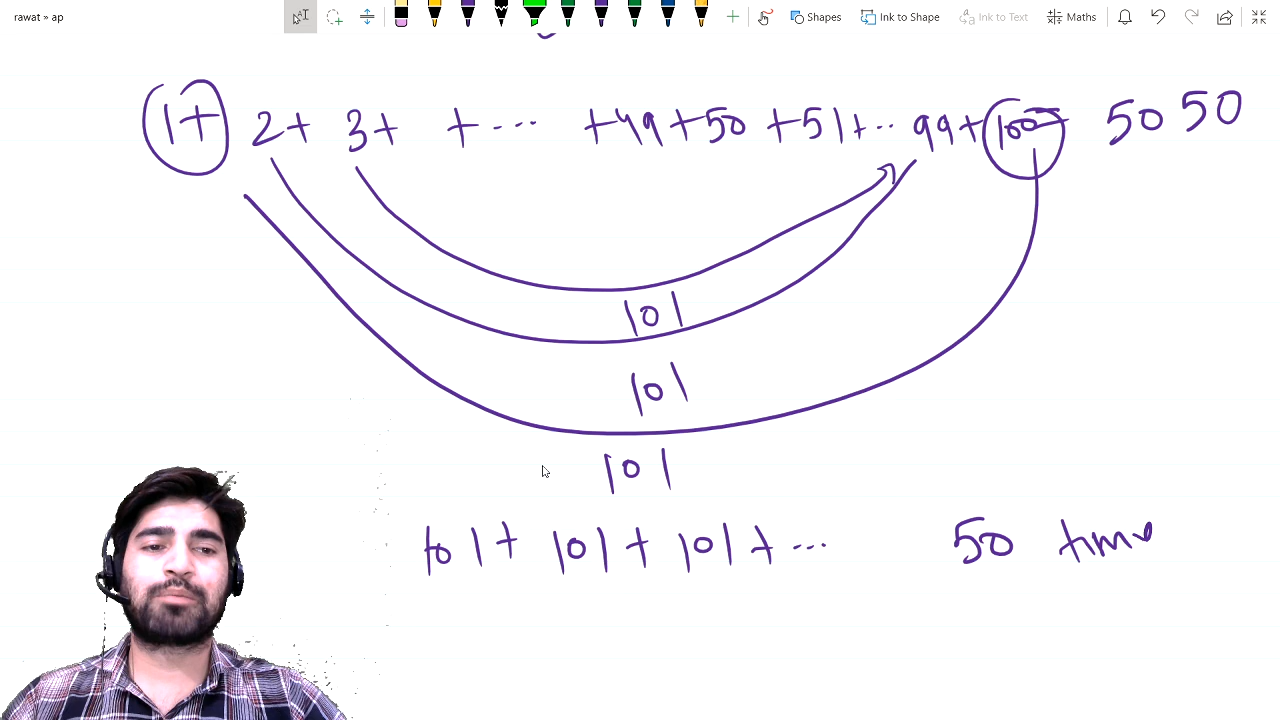 rawat » ap
Shapes Ink to Shape Ink to Text Maths
1+ 2+ 3+ +... +49+50 +51+.. 99+100 5050
101
101
101
101+ 101+ 101+... 50 times